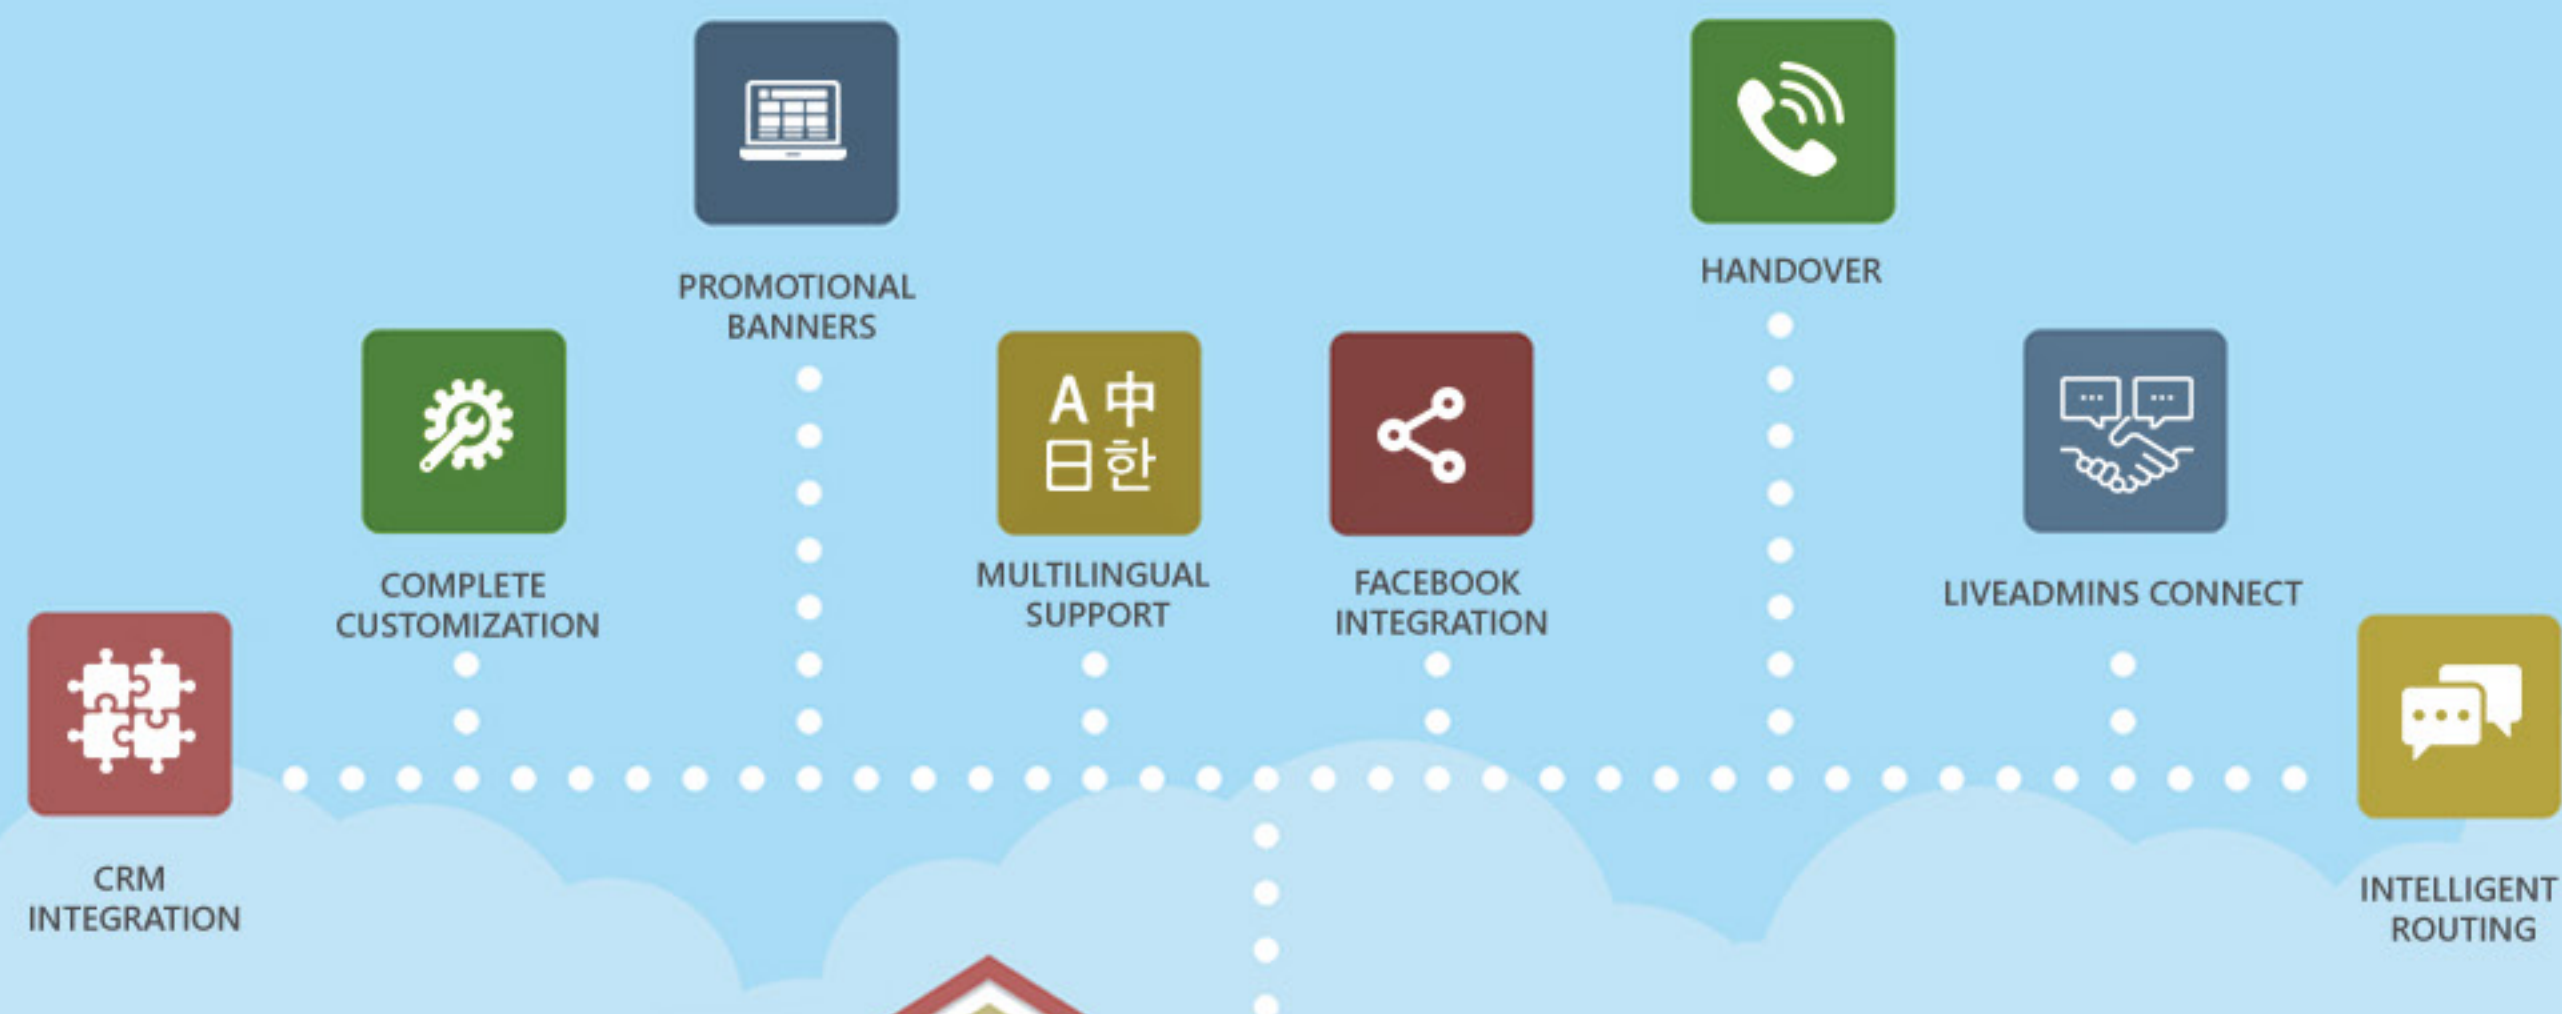 PROMOTIONAL
BANNERS
HANDOVER
COMPLETE
CUSTOMIZATION
A 中
日 한
MULTILINGUAL
SUPPORT
FACEBOOK
INTEGRATION
LIVEADMINS CONNECT
CRM
INTEGRATION
INTELLIGENT
ROUTING